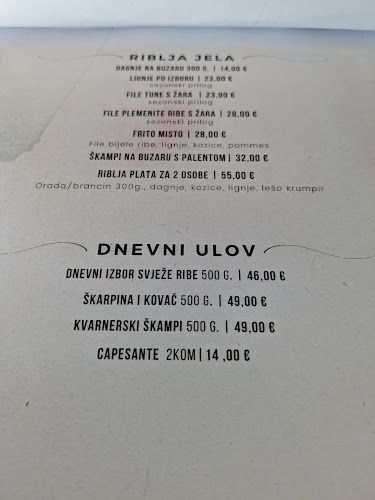 RIBLJA JELA
DAGNJE NA BUZARU 300 G. | 14,00 €
LIGNJE PO IZBORU | 23,00 €
sezonski prilog
FILE TUNE S ŽARA | 23,00 €
sezonski prilog
FILE PLEMENITE RIBE S ŽARA | 28,00 €
sezonski prilog
FRITO MISTO | 28,00 €
File bijele ribe, lignje, kozice, pommes
ŠKAMPI NA BUZARU S PALENTOM | 32,00 €
RIBLJA PLATA ZA 2 OSOBE | 55,00 €
Orada/brancin 300g., dagnje, kozice, lignje, lešo krumpir
DNEVNI ULOV
DNEVNI IZBOR SVJEŽE RIBE 500 G. | 46,00 €
ŠKARPINA I KOVAČ 500 G. | 49,00 €
KVARNERSKI ŠKAMPI 500 G. | 49,00 €
CAPESANTE 2KOM | 14 ,00 €